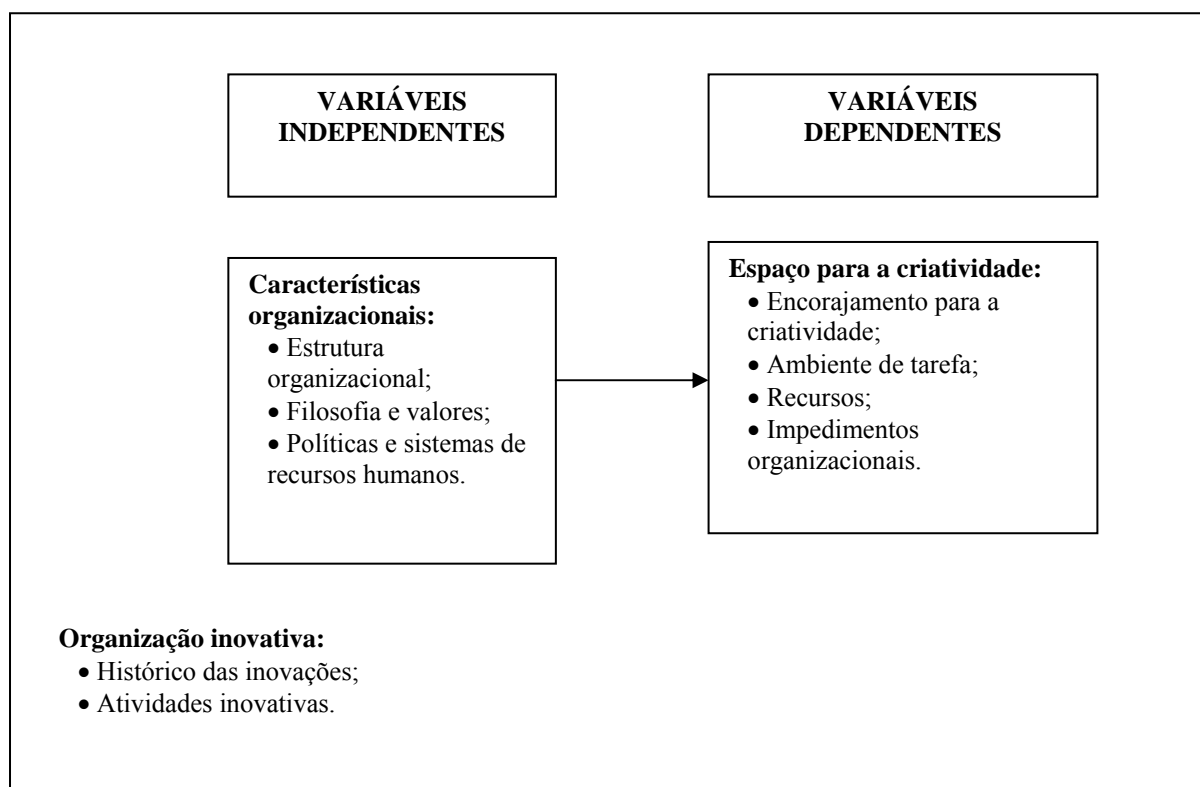 VARIÁVEIS
INDEPENDENTES
VARIÁVEIS
DEPENDENTES
Características
organizacionais:
• Estrutura
organizacional;
• Filosofia e valores;
• Políticas e sistemas de
recursos humanos.
Espaço para a criatividade:
• Encorajamento para a
criatividade;
• Ambiente de tarefa;
• Recursos;
• Impedimentos
organizacionais.
Organização inovativa:
• Histórico das inovações;
• Atividades inovativas.